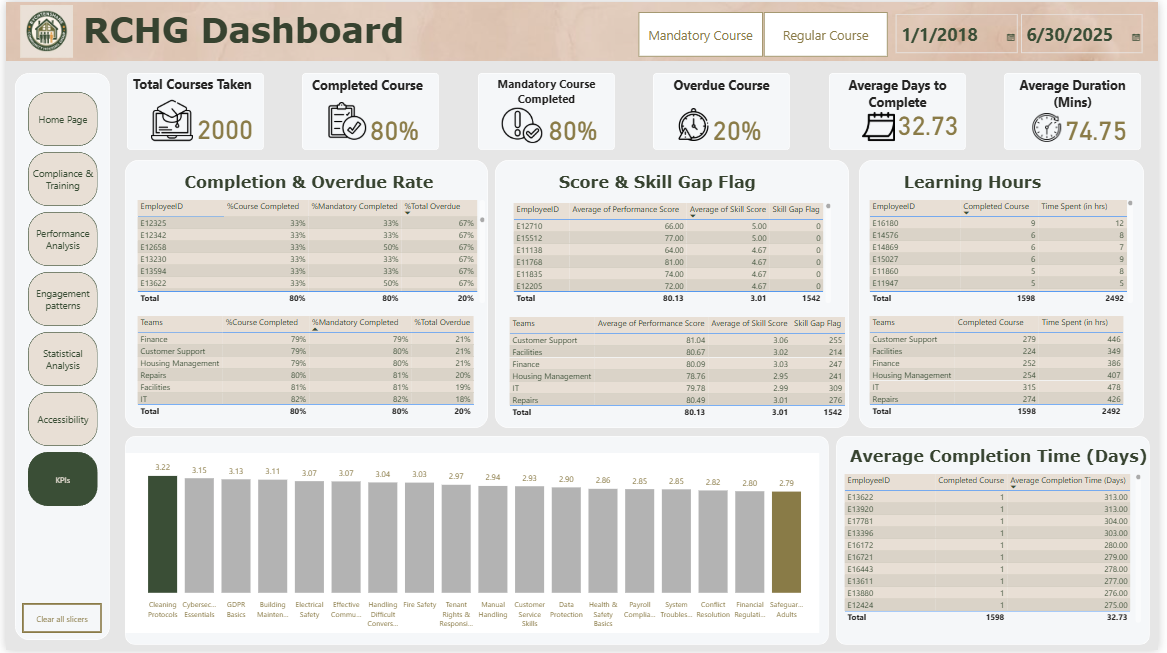 RCHG Dashboard
Mandatory Course
Regular Course
1/1/2018
6/30/2025
Home Page
Compliance &
Training
Performance
Analysis
Engagement
patterns
Statistical
Analysis
Accessibility
KPIs
Clear all slicers
Total Courses Taken
2000
Completed Course
80%
Mandatory Course
Completed
80%
Overdue Course
20%
Average Days to
Complete
32.73
Average Duration
(Mins)
74.75
Completion & Overdue Rate
EmployeeID %Course Completed %Mandatory Completed %Total Overdue
E12325 33% 33% 67%
E12342 33% 33% 67%
E12658 33% 50% 67%
E13230 33% 33% 67%
E13594 33% 33% 67%
E13622 33% 50% 67%
Total 80% 80% 20%
Teams %Course Completed %Mandatory Completed %Total Overdue
Finance 79% 79% 21%
Customer Support 79% 80% 21%
Housing Management 79% 80% 21%
Repairs 80% 81% 20%
Facilities 81% 81% 19%
IT 82% 82% 18%
Total 80% 80% 20%
Score & Skill Gap Flag
EmployeeID Average of Performance Score Average of Skill Score Skill Gap Flag
E12710 66.00 5.00 0
E15512 77.00 5.00 0
E11138 64.00 4.67 0
E11768 81.00 4.67 0
E11835 74.00 4.67 0
E12205 72.00 4.67 0
Total 80.13 3.01 1542
Teams Average of Performance Score Average of Skill Score Skill Gap Flag
Customer Support 81.04 3.06 255
Facilities 80.67 3.02 214
Finance 80.09 3.03 247
Housing Management 78.76 2.95 241
IT 79.78 2.99 309
Repairs 80.49 3.01 276
Total 80.13 3.01 1542
Learning Hours
EmployeeID Completed Course Time Spent (in hrs)
E16180 9 12
E14576 6 8
E14869 6 7
E15027 6 9
E11860 5 8
E11947 5 5
Total 1598 2492
Teams Completed Course Time Spent (in hrs)
Customer Support 279 446
Facilities 224 349
Finance 252 386
Housing Management 254 407
IT 315 478
Repairs 274 426
Total 1598 2492
3.22 3.15 3.13 3.11 3.07 3.07 3.04 3.03 2.97 2.94 2.93 2.90 2.86 2.85 2.85 2.82 2.80 2.79
Cleaning Cybersec... GDPR Building Electrical Effective Handling Fire Safety Tenant Manual Customer Data Health & Payroll System Conflict Financial Safeguar...
Protocols Essentials Basics Mainten... Safety Commu... Difficult Rights & Handling Service Protection Safety Complia... Troubles... Resolution Regulati... Adults
Convers... Responsi... Skills Basics
Average Completion Time (Days)
EmployeeID Completed Course Average Completion Time (Days)
E13622 1 313.00
E13920 1 313.00
E17781 1 304.00
E13396 1 303.00
E16172 1 280.00
E16721 1 279.00
E16443 1 278.00
E13611 1 277.00
E13880 1 276.00
E12424 1 275.00
Total 1598 32.73